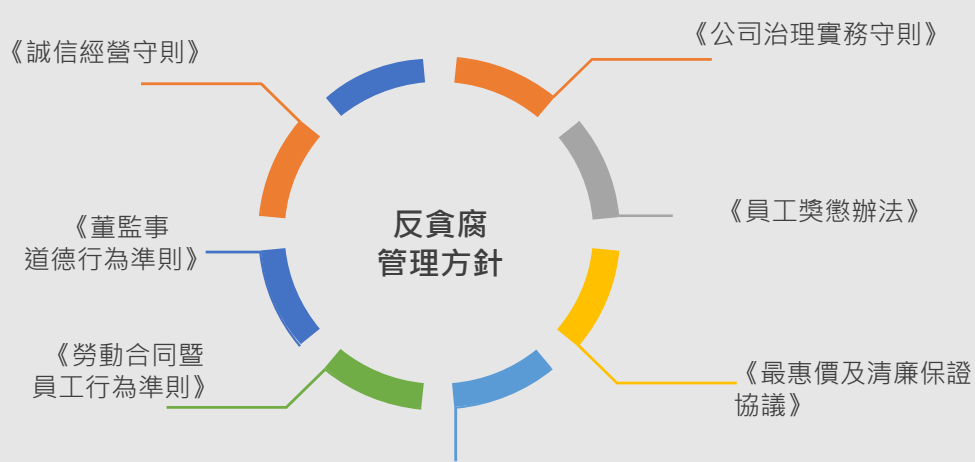 《誠信經營守則》
《公司治理實務守則》
《董監事
道德行為準則》
反貪腐
管理方針
《員工獎懲辦法》
《勞動合同暨
員工行為準則》
《最惠價及清廉保證
協議》